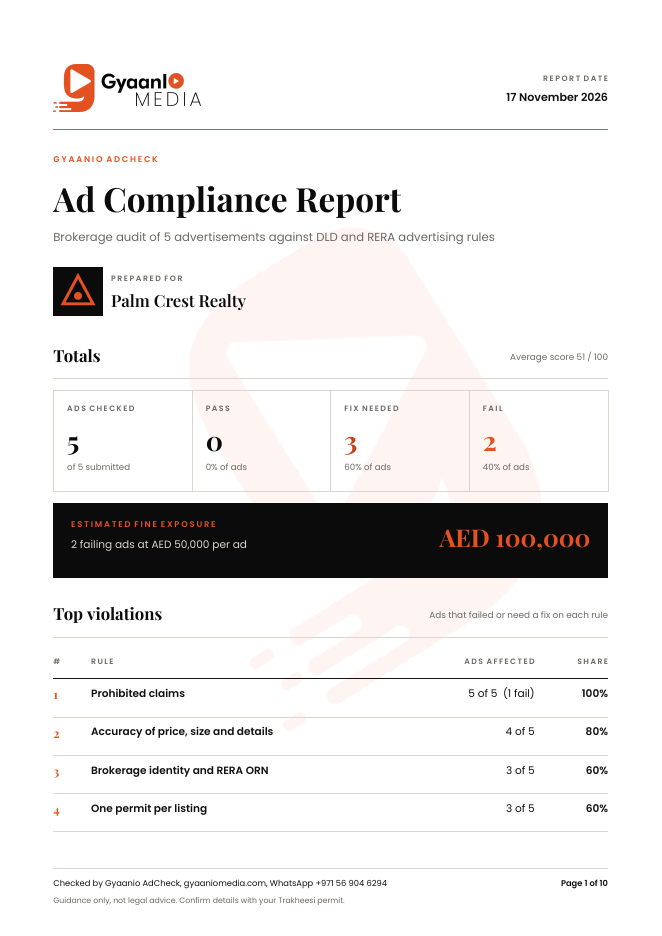 GyaanIo
MEDIA
REPORT DATE
17 November 2026
GYAANIO ADCHECK
Ad Compliance Report
Brokerage audit of 5 advertisements against DLD and RERA advertising rules
PREPARED FOR
Palm Crest Realty
Totals
Average score 51 / 100
ADS CHECKED PASS FIX NEEDED FAIL
5 0 3 2
of 5 submitted 0% of ads 60% of ads 40% of ads
ESTIMATED FINE EXPOSURE
2 failing ads at AED 50,000 per ad
AED 100,000
Top violations
Ads that failed or need a fix on each rule
# RULE ADS AFFECTED SHARE
1 Prohibited claims 5 of 5 (1 fail) 100%
2 Accuracy of price, size and details 4 of 5 80%
3 Brokerage identity and RERA ORN 3 of 5 60%
4 One permit per listing 3 of 5 60%
Checked by Gyaanio AdCheck, gyaaniomedia.com, WhatsApp +971 56 904 6294 Page 1 of 10
Guidance only, not legal advice. Confirm details with your Trakheesi permit.